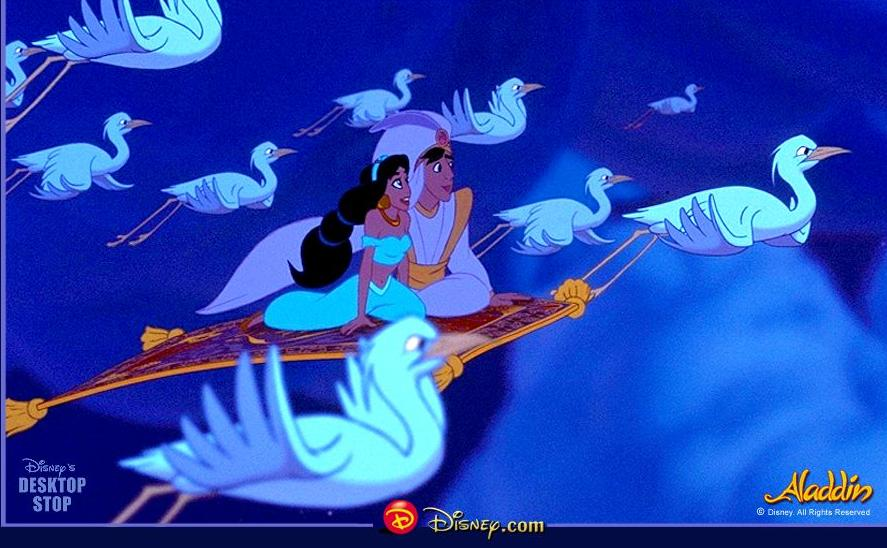 Disney's
DESKTOP
STOP
D Disney.com
Aladdin
© Disney. All Rights Reserved